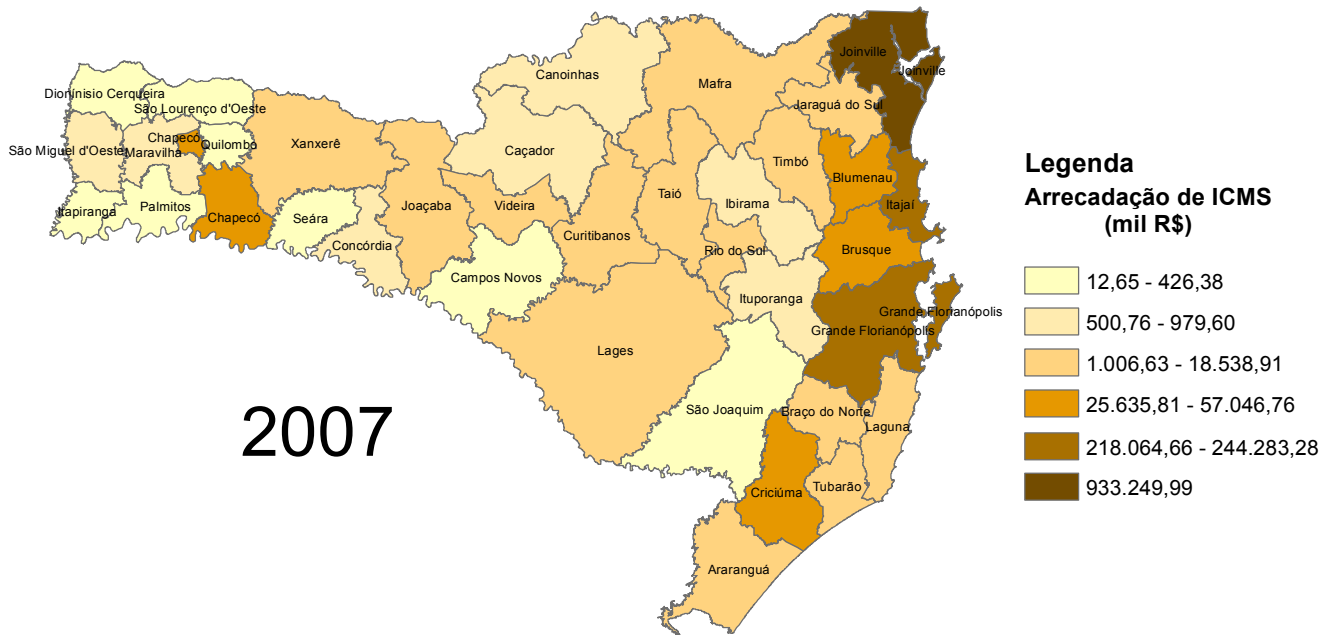 Joinville
Joinville
Canoinhas
Mafra
Dionínisio Cerqueira
São Lourenço d'Oeste
Jaraguá do Sul
Chapecó
Xanxerê
Quilombo
São Miguel d'Oeste
Maravilha
Caçador
Timbó
Blumenau
Taió
Ibirama
Itapiranga
Palmitos
Chapecó
Seára
Joaçaba
Videira
Itajaí
Curitibanos
Concórdia
Rio do Sul
Brusque
Campos Novos
Ituporanga
Grande Florianópolis
Grande Florianópolis
Lages
São Joaquim
Braço do Norte
Laguna
Criciúma
Tubarão
Araranguá
2007
Legenda
Arrecadação de ICMS
(mil R$)
12,65 - 426,38
500,76 - 979,60
1.006,63 - 18.538,91
25.635,81 - 57.046,76
218.064,66 - 244.283,28
933.249,99